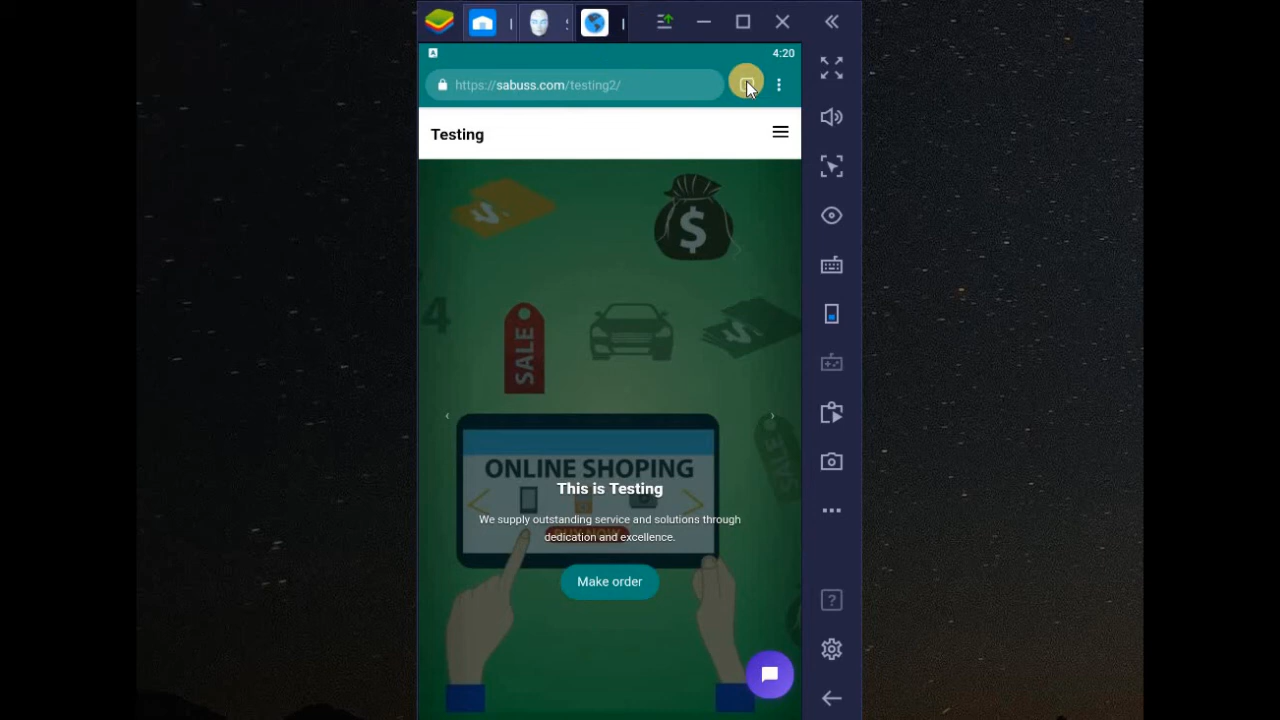 4:20
https://sabuss.com/testing2/
Testing
$
4
SALE
ONLINE SHOPING
This is Testing
We supply outstanding service and solutions through
dedication and excellence.
Make order